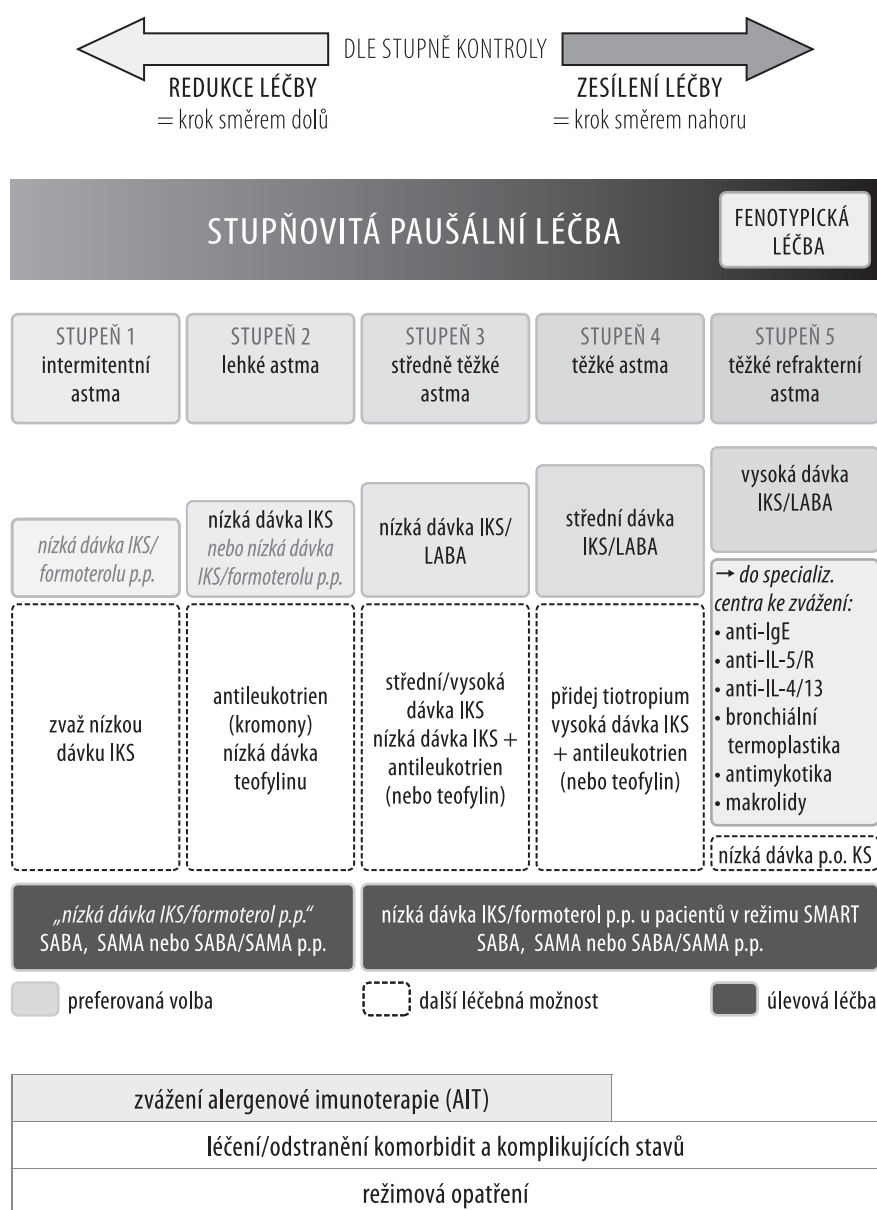 DLE STUPNĚ KONTROLY
REDUKCE LÉČBY
= krok směrem dolů
ZESÍLENÍ LÉČBY
= krok směrem nahoru
STUPŇOVITÁ PAUŠÁLNÍ LÉČBA
FENOTYPICKÁ
LÉČBA
STUPEŇ 1
intermitentní
astma
STUPEŇ 2
lehké astma
STUPEŇ 3
středně těžké
astma
STUPEŇ 4
těžké astma
STUPEŇ 5
těžké refrakterní
astma
nízká dávka IKS/
formoterolu p.p.
nízká dávka IKS
nebo nízká dávka
IKS/formoterolu p.p.
nízká dávka IKS/
LABA
střední dávka
IKS/LABA
vysoká dávka
IKS/LABA
zvaž nízkou
dávku IKS
antileukotrien
(kromony)
nízká dávka
teofylinu
střední/vysoká
dávka IKS
nízká dávka IKS +
antileukotrien
(nebo teofylin)
přidej tiotropium
vysoká dávka IKS
+ antileukotrien
(nebo teofylin)
→ do specializ.
centra ke zvážení:
• anti-IgE
• anti-IL-5/R
• anti-IL-4/13
• bronchiální
termoplastika
• antimykotika
• makrolidy
nízká dávka p.o. KS
„nízká dávka IKS/formoterol p.p.“
SABA, SAMA nebo SABA/SAMA p.p.
nízká dávka IKS/formoterol p.p. u pacientů v režimu SMART
SABA, SAMA nebo SABA/SAMA p.p.
preferovaná volba
další léčebná možnost
úlevová léčba
zvážení alergenové imunoterapie (AIT)
léčení/odstranění komorbidit a komplikujících stavů
režimová opatření